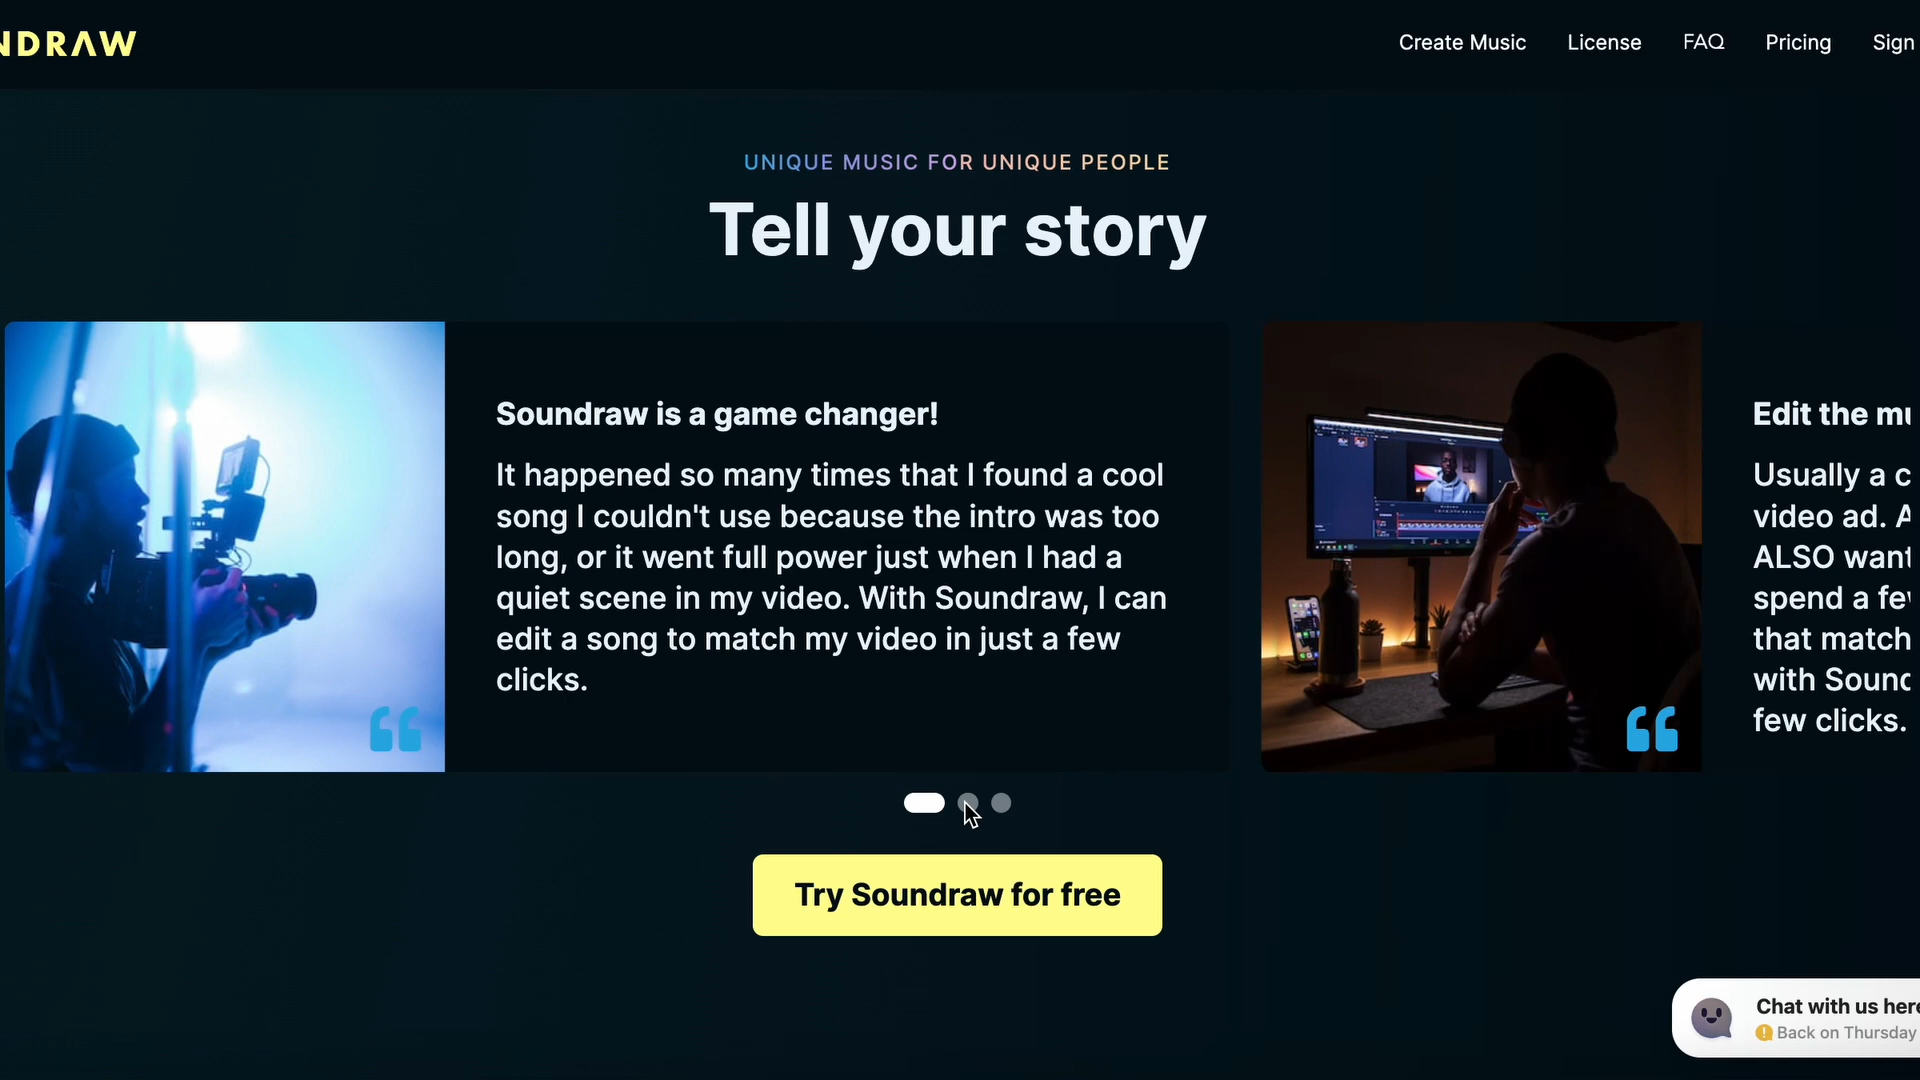 NDRAW
Create Music
License
FAQ
Pricing
Sign
UNIQUE MUSIC FOR UNIQUE PEOPLE
Tell your story
Soundraw is a game changer!
It happened so many times that I found a cool
song I couldn't use because the intro was too
long, or it went full power just when I had a
quiet scene in my video. With Soundraw, I can
edit a song to match my video in just a few
clicks.
Edit the mu
Usually a c
video ad. A
ALSO want
spend a fev
that match
with Sound
few clicks.
Try Soundraw for free
Chat with us here
Back on Thursday